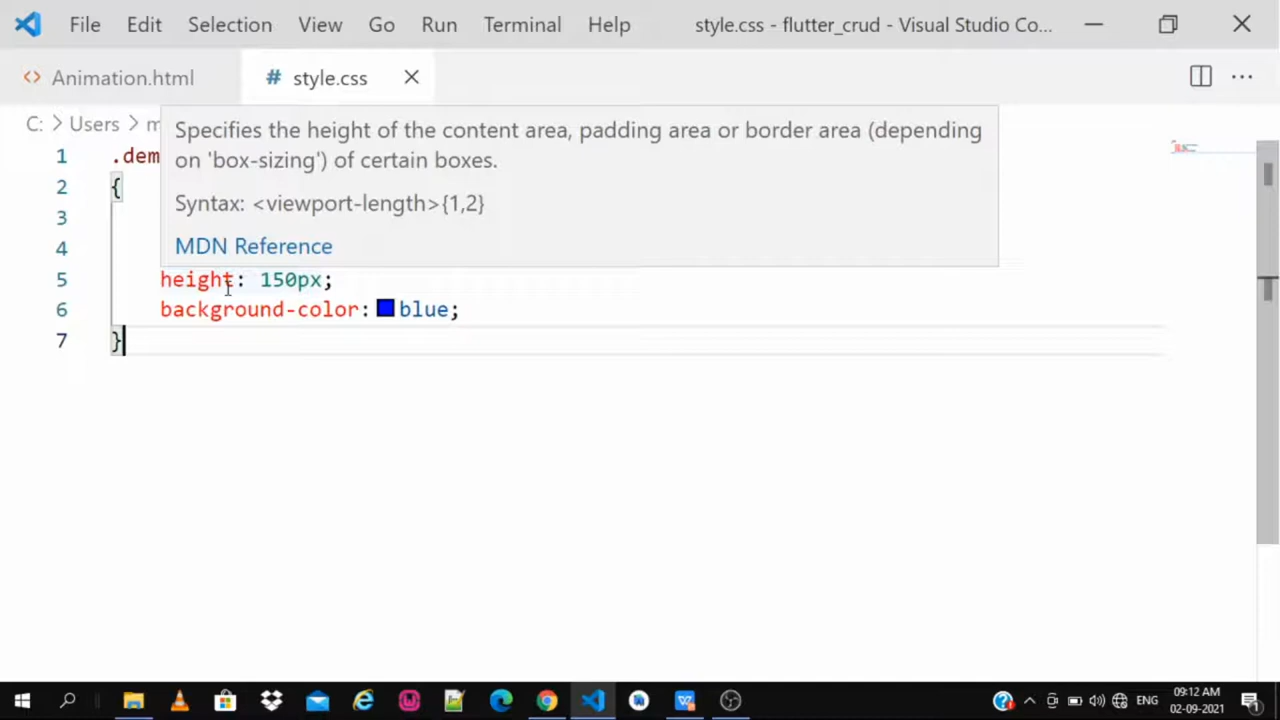 File Edit Selection View Go Run Terminal Help style.css - flutter_crud - Visual Studio Co...
<> Animation.html # style.css
C: > Users > m
Specifies the height of the content area, padding area or border area (depending
on 'box-sizing') of certain boxes.
Syntax: <viewport-length>{1,2}
MDN Reference
1 .dem
2 {
3
4
5 height: 150px;
6 background-color: blue;
7 }
ENG 09:12 AM
02-09-2021